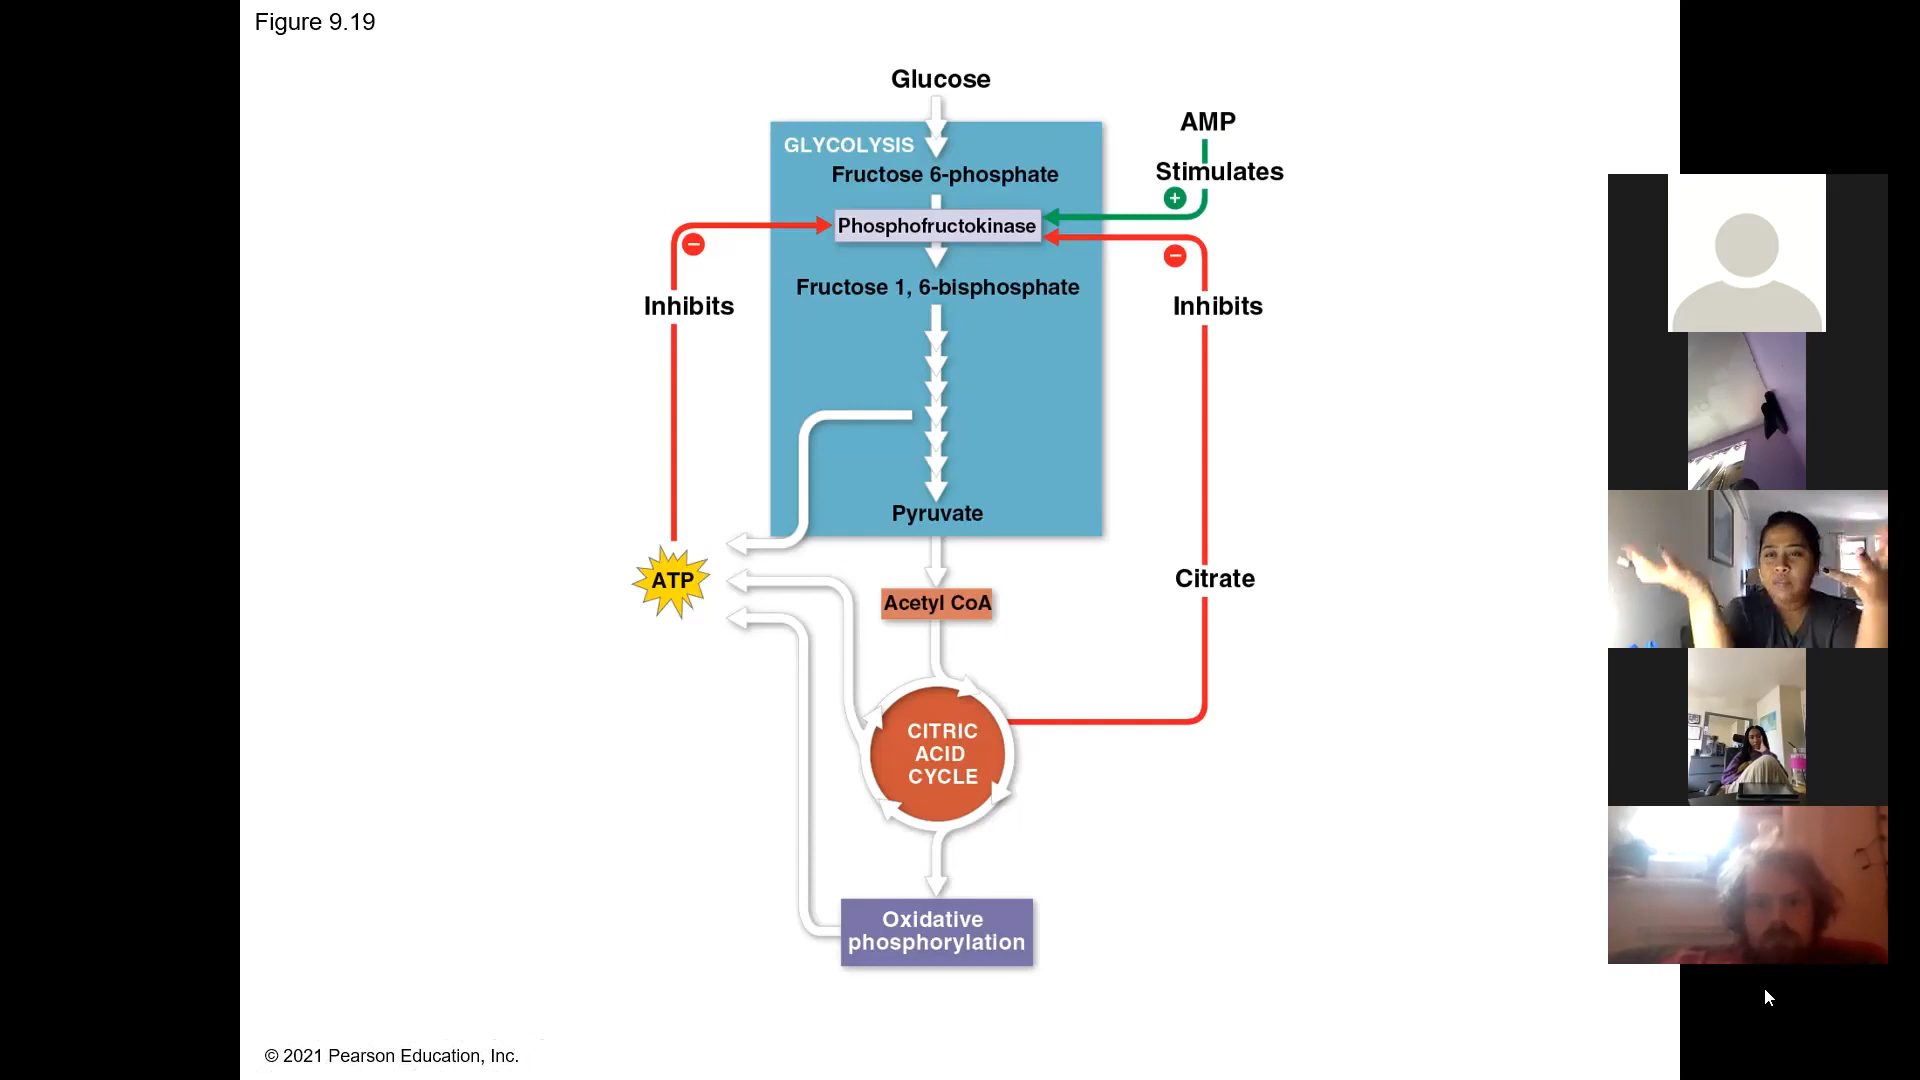 Figure 9.19
Glucose
AMP
GLYCOLYSIS
Stimulates
Fructose 6-phosphate
+
Phosphofructokinase
−
−
Fructose 1, 6-bisphosphate
Inhibits
Inhibits
Pyruvate
ATP
Citrate
Acetyl CoA
CITRIC
ACID
CYCLE
Oxidative
phosphorylation
© 2021 Pearson Education, Inc.